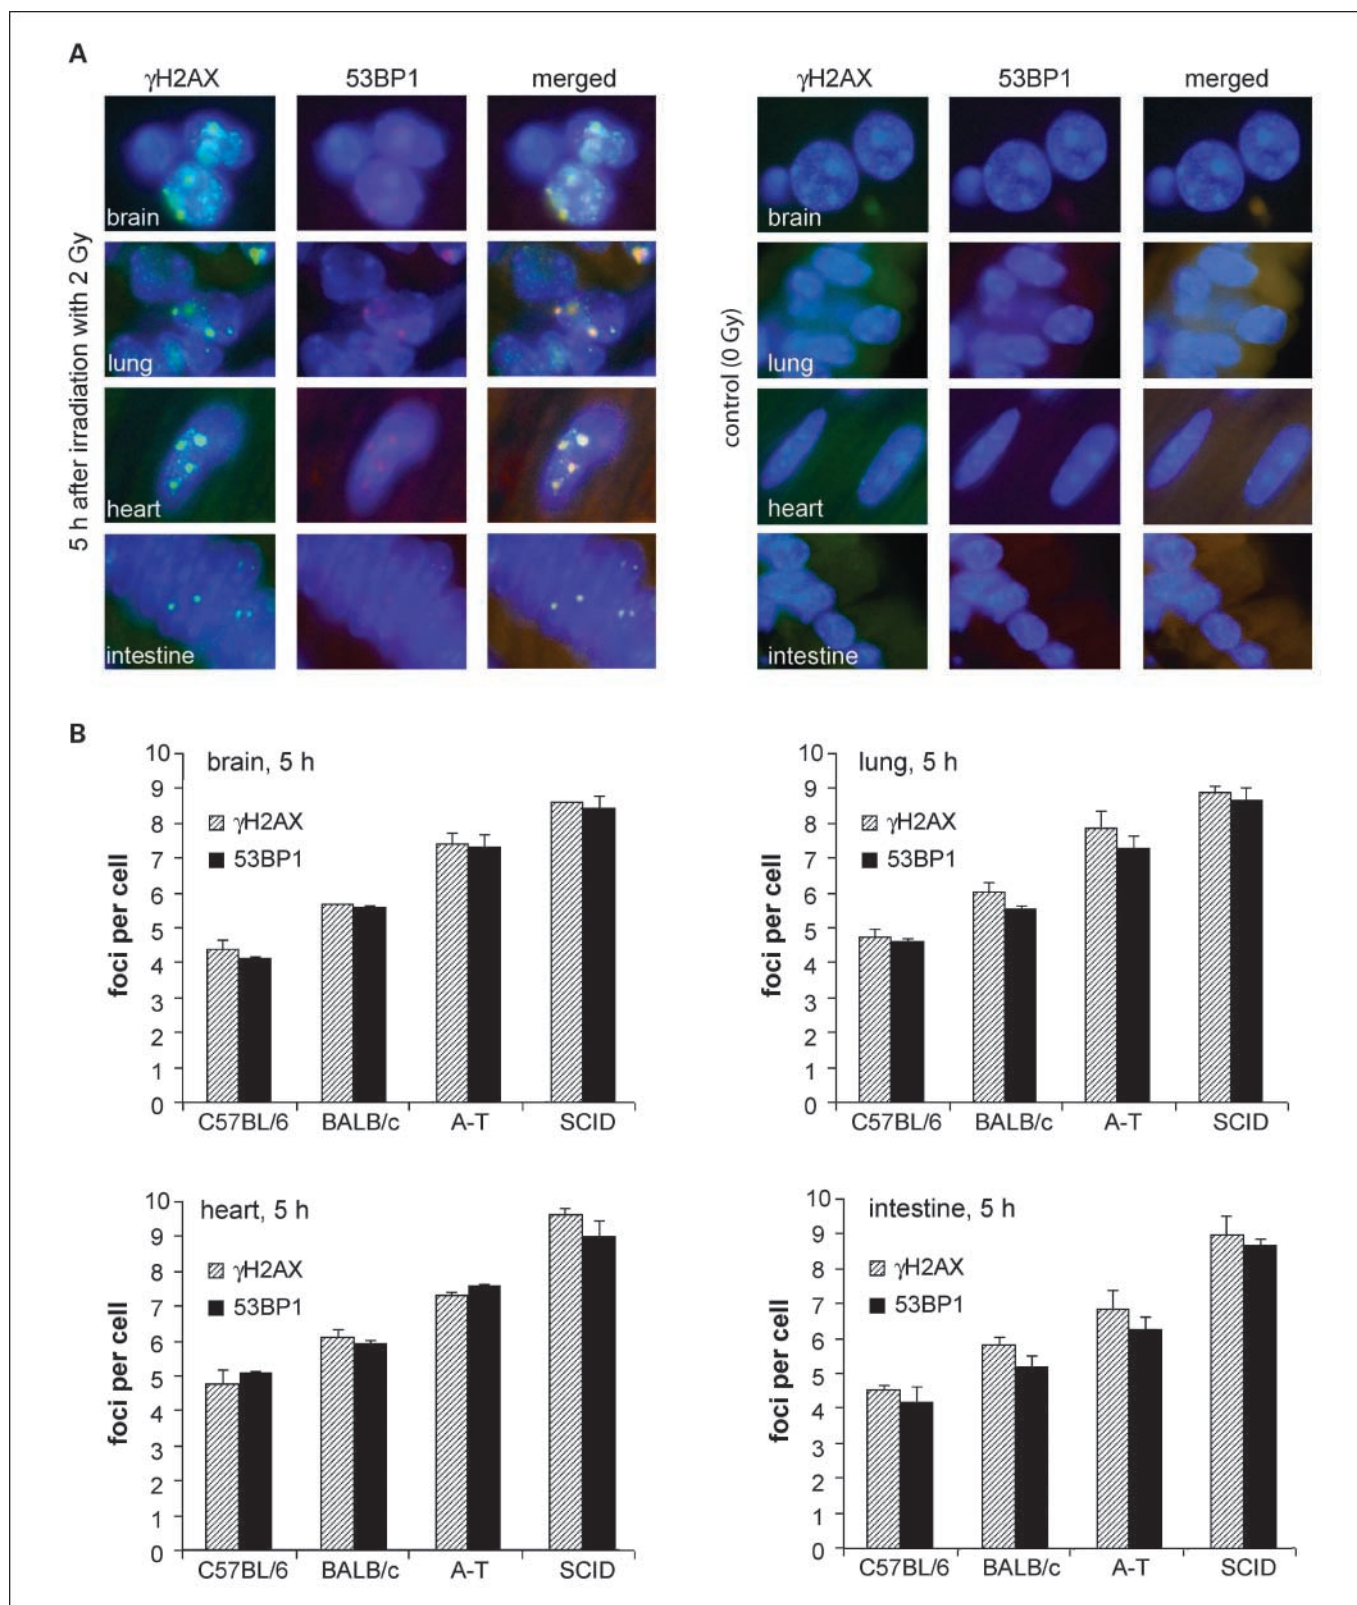 A
γH2AX 53BP1 merged γH2AX 53BP1 merged
5 h after irradiation with 2 Gy
brain
lung
heart
intestine
control (0 Gy)
brain
lung
heart
intestine
B
brain, 5 h
γH2AX
53BP1
foci per cell
10
9
8
7
6
5
4
3
2
1
0
C57BL/6 BALB/c A-T SCID
lung, 5 h
γH2AX
53BP1
foci per cell
10
9
8
7
6
5
4
3
2
1
0
C57BL/6 BALB/c A-T SCID
heart, 5 h
γH2AX
53BP1
foci per cell
10
9
8
7
6
5
4
3
2
1
0
C57BL/6 BALB/c A-T SCID
intestine, 5 h
γH2AX
53BP1
foci per cell
10
9
8
7
6
5
4
3
2
1
0
C57BL/6 BALB/c A-T SCID